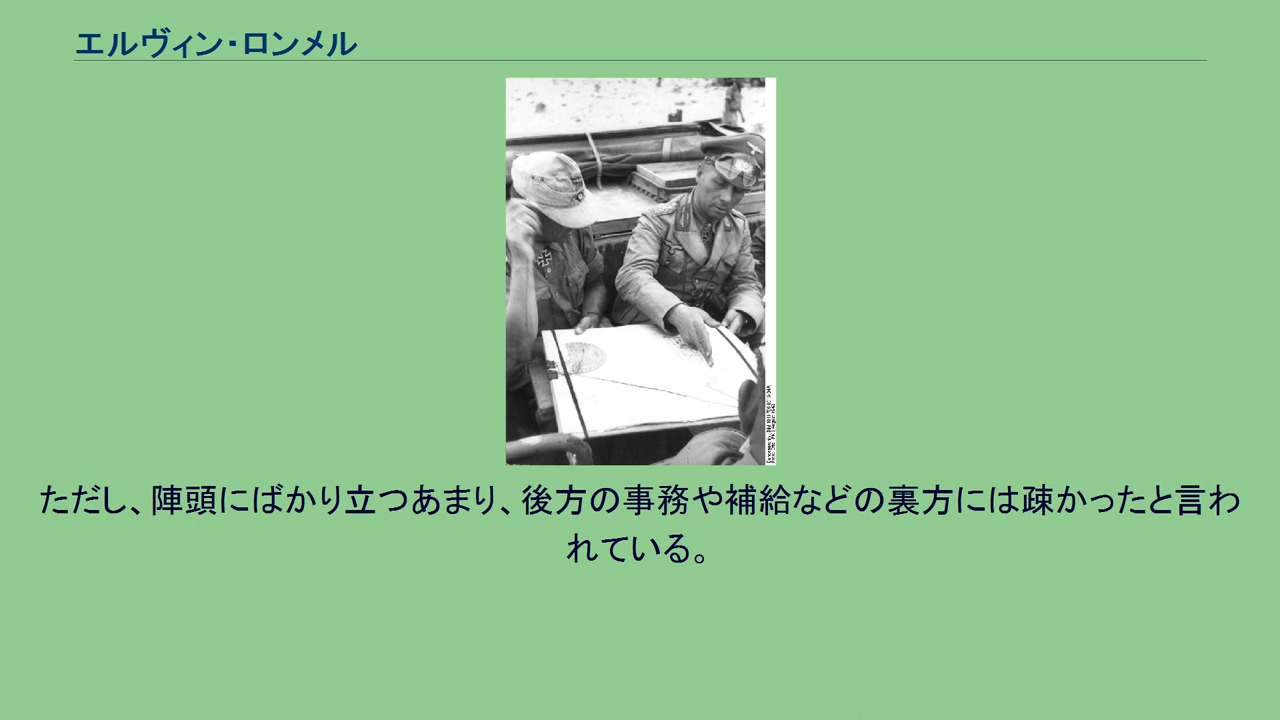 エルヴィン・ロンメル
ただし、陣頭にばかり立つあまり、後方の事務や補給などの裏方には疎かったと言わ
れている。